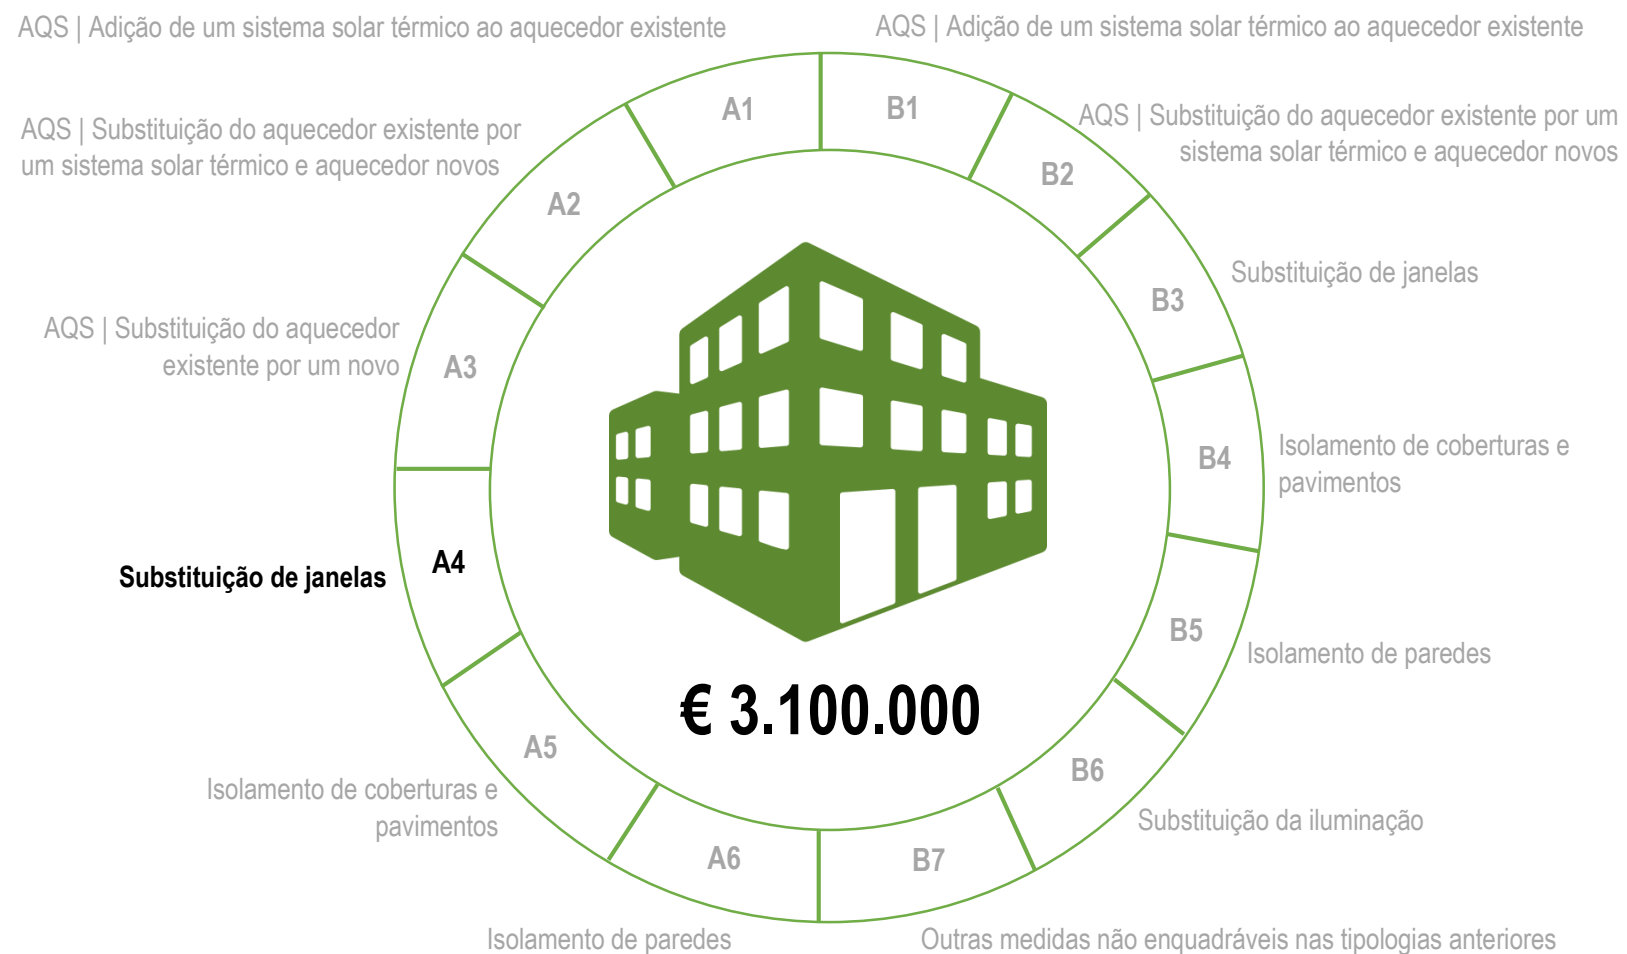 AQS | Adição de um sistema solar térmico ao aquecedor existente
AQS | Adição de um sistema solar térmico ao aquecedor existente
A1
B1
AQS | Substituição do aquecedor existente por
um sistema solar térmico e aquecedor novos
AQS | Substituição do aquecedor existente por um
sistema solar térmico e aquecedor novos
A2
B2
Substituição de janelas
B3
AQS | Substituição do aquecedor
existente por um novo
A3
Isolamento de coberturas e
pavimentos
B4
Substituição de janelas
A4
B5
Isolamento de paredes
€ 3.100.000
A5
Isolamento de coberturas e
pavimentos
B6
Substituição da iluminação
A6
B7
Isolamento de paredes
Outras medidas não enquadráveis nas tipologias anteriores